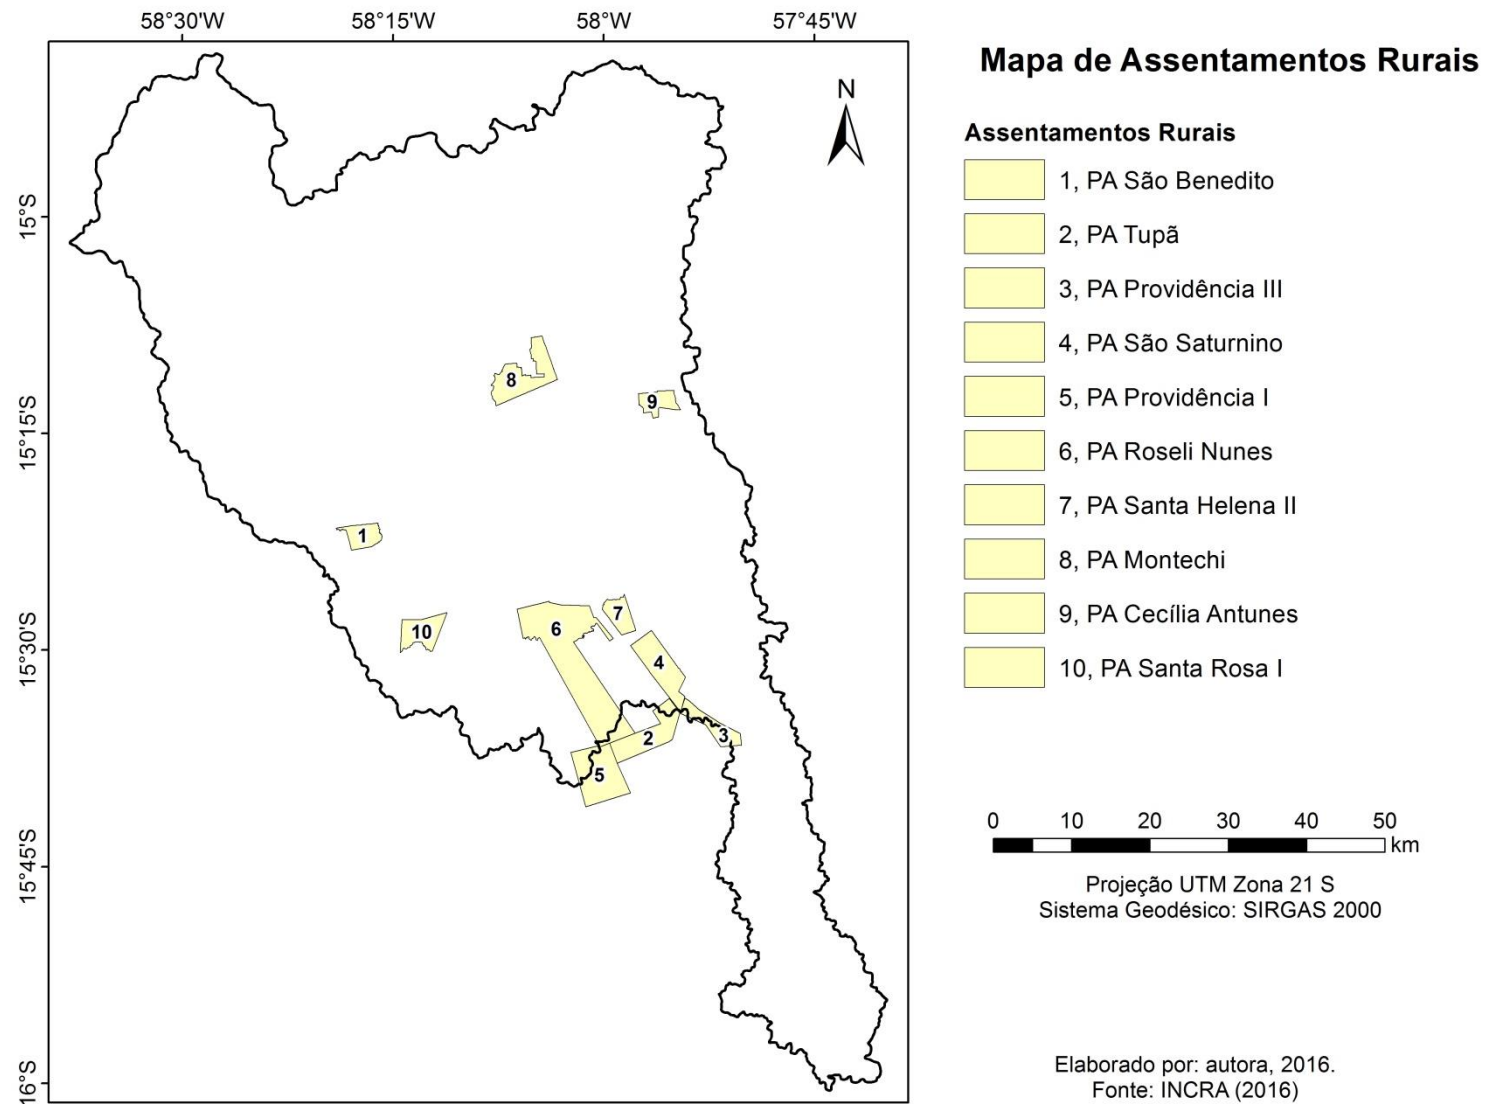 58°30'W
58°15'W
58°W
57°45'W
15°S
15°15'S
15°30'S
15°45'S
16°S
N
8
9
1
10
6
7
4
2
3
5
Mapa de Assentamentos Rurais
Assentamentos Rurais
1, PA São Benedito
2, PA Tupã
3, PA Providência III
4, PA São Saturnino
5, PA Providência I
6, PA Roseli Nunes
7, PA Santa Helena II
8, PA Montechi
9, PA Cecília Antunes
10, PA Santa Rosa I
0 10 20 30 40 50
km
Projeção UTM Zona 21 S
Sistema Geodésico: SIRGAS 2000
Elaborado por: autora, 2016.
Fonte: INCRA (2016)